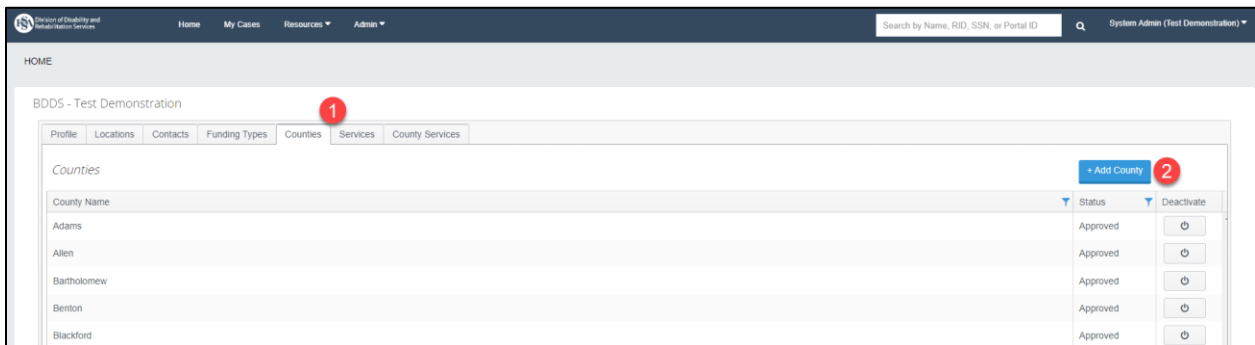 FSSA Division of Disability and
Rehabilitation Services
Home My Cases Resources Admin
Search by Name, RID, SSN, or Portal ID
System Admin (Test Demonstration)
HOME
BDDS - Test Demonstration
1
Profile Locations Contacts Funding Types Counties Services County Services
Counties
+ Add County
2
County Name Status Deactivate
Adams Approved
Allen Approved
Bartholomew Approved
Benton Approved
Blackford Approved